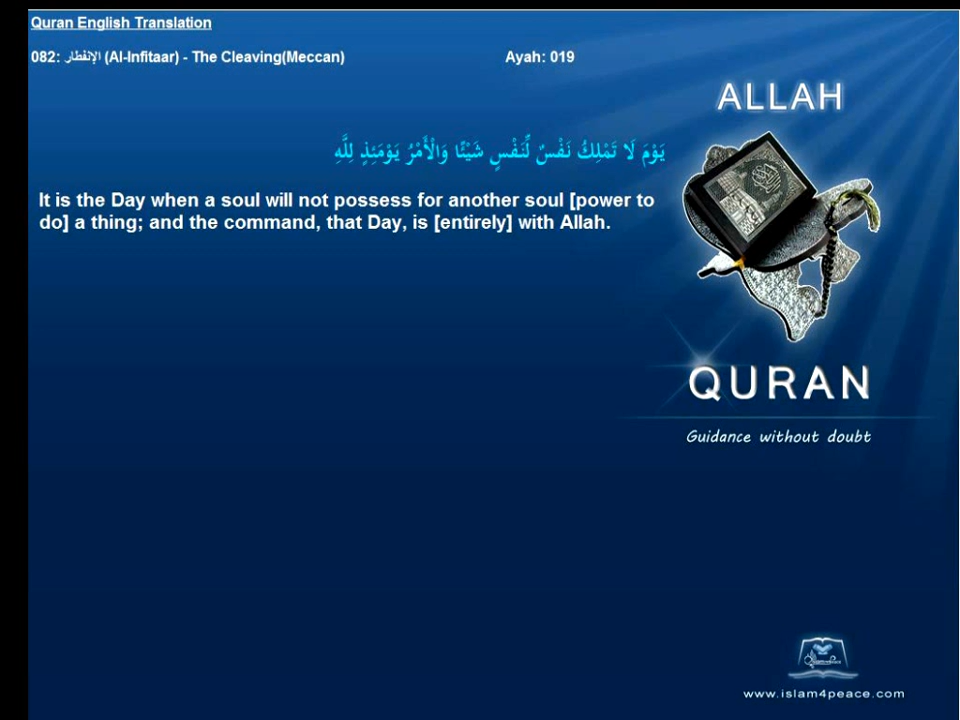 Quran English Translation
082: الإنفطار (Al-Infitaar) - The Cleaving(Meccan) Ayah: 019
ALLAH
يَوْمَ لَا تَمْلِكُ نَفْسٌ لِّنَفْسٍ شَيْئًا وَالْأَمْرُ يَوْمَئِذٍ لِلَّهِ
It is the Day when a soul will not possess for another soul [power to
do] a thing; and the command, that Day, is [entirely] with Allah.
QURAN
Guidance without doubt
www.islam4peace.com